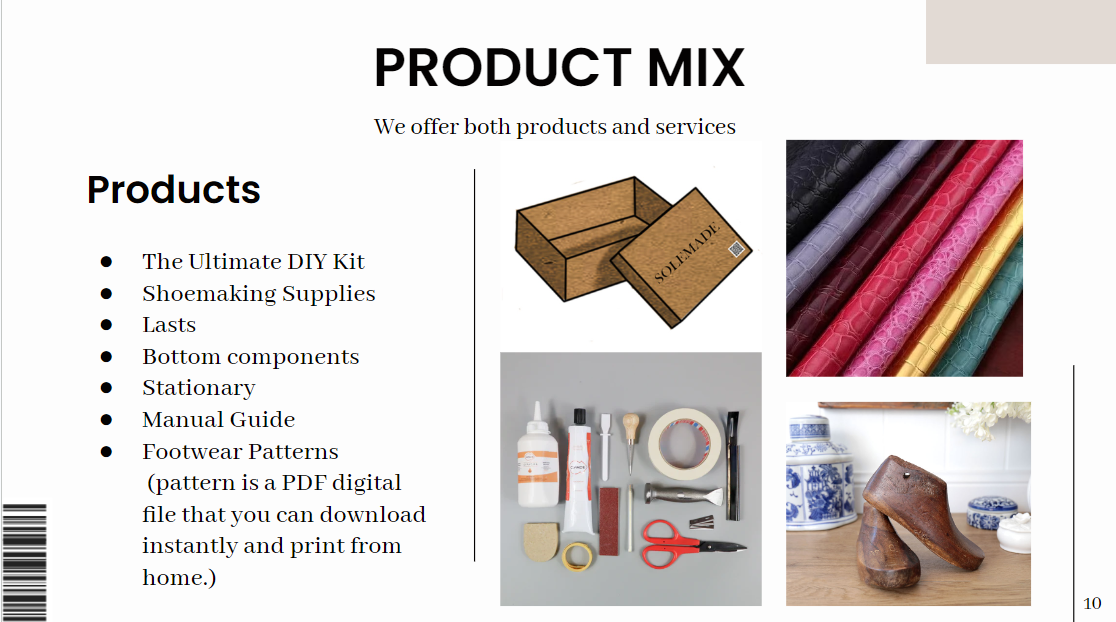 PRODUCT MIX
We offer both products and services
Products
● The Ultimate DIY Kit
● Shoemaking Supplies
● Lasts
● Bottom components
● Stationary
● Manual Guide
● Footwear Patterns
(pattern is a PDF digital
file that you can download
instantly and print from
home.)
SOLEMADE
10